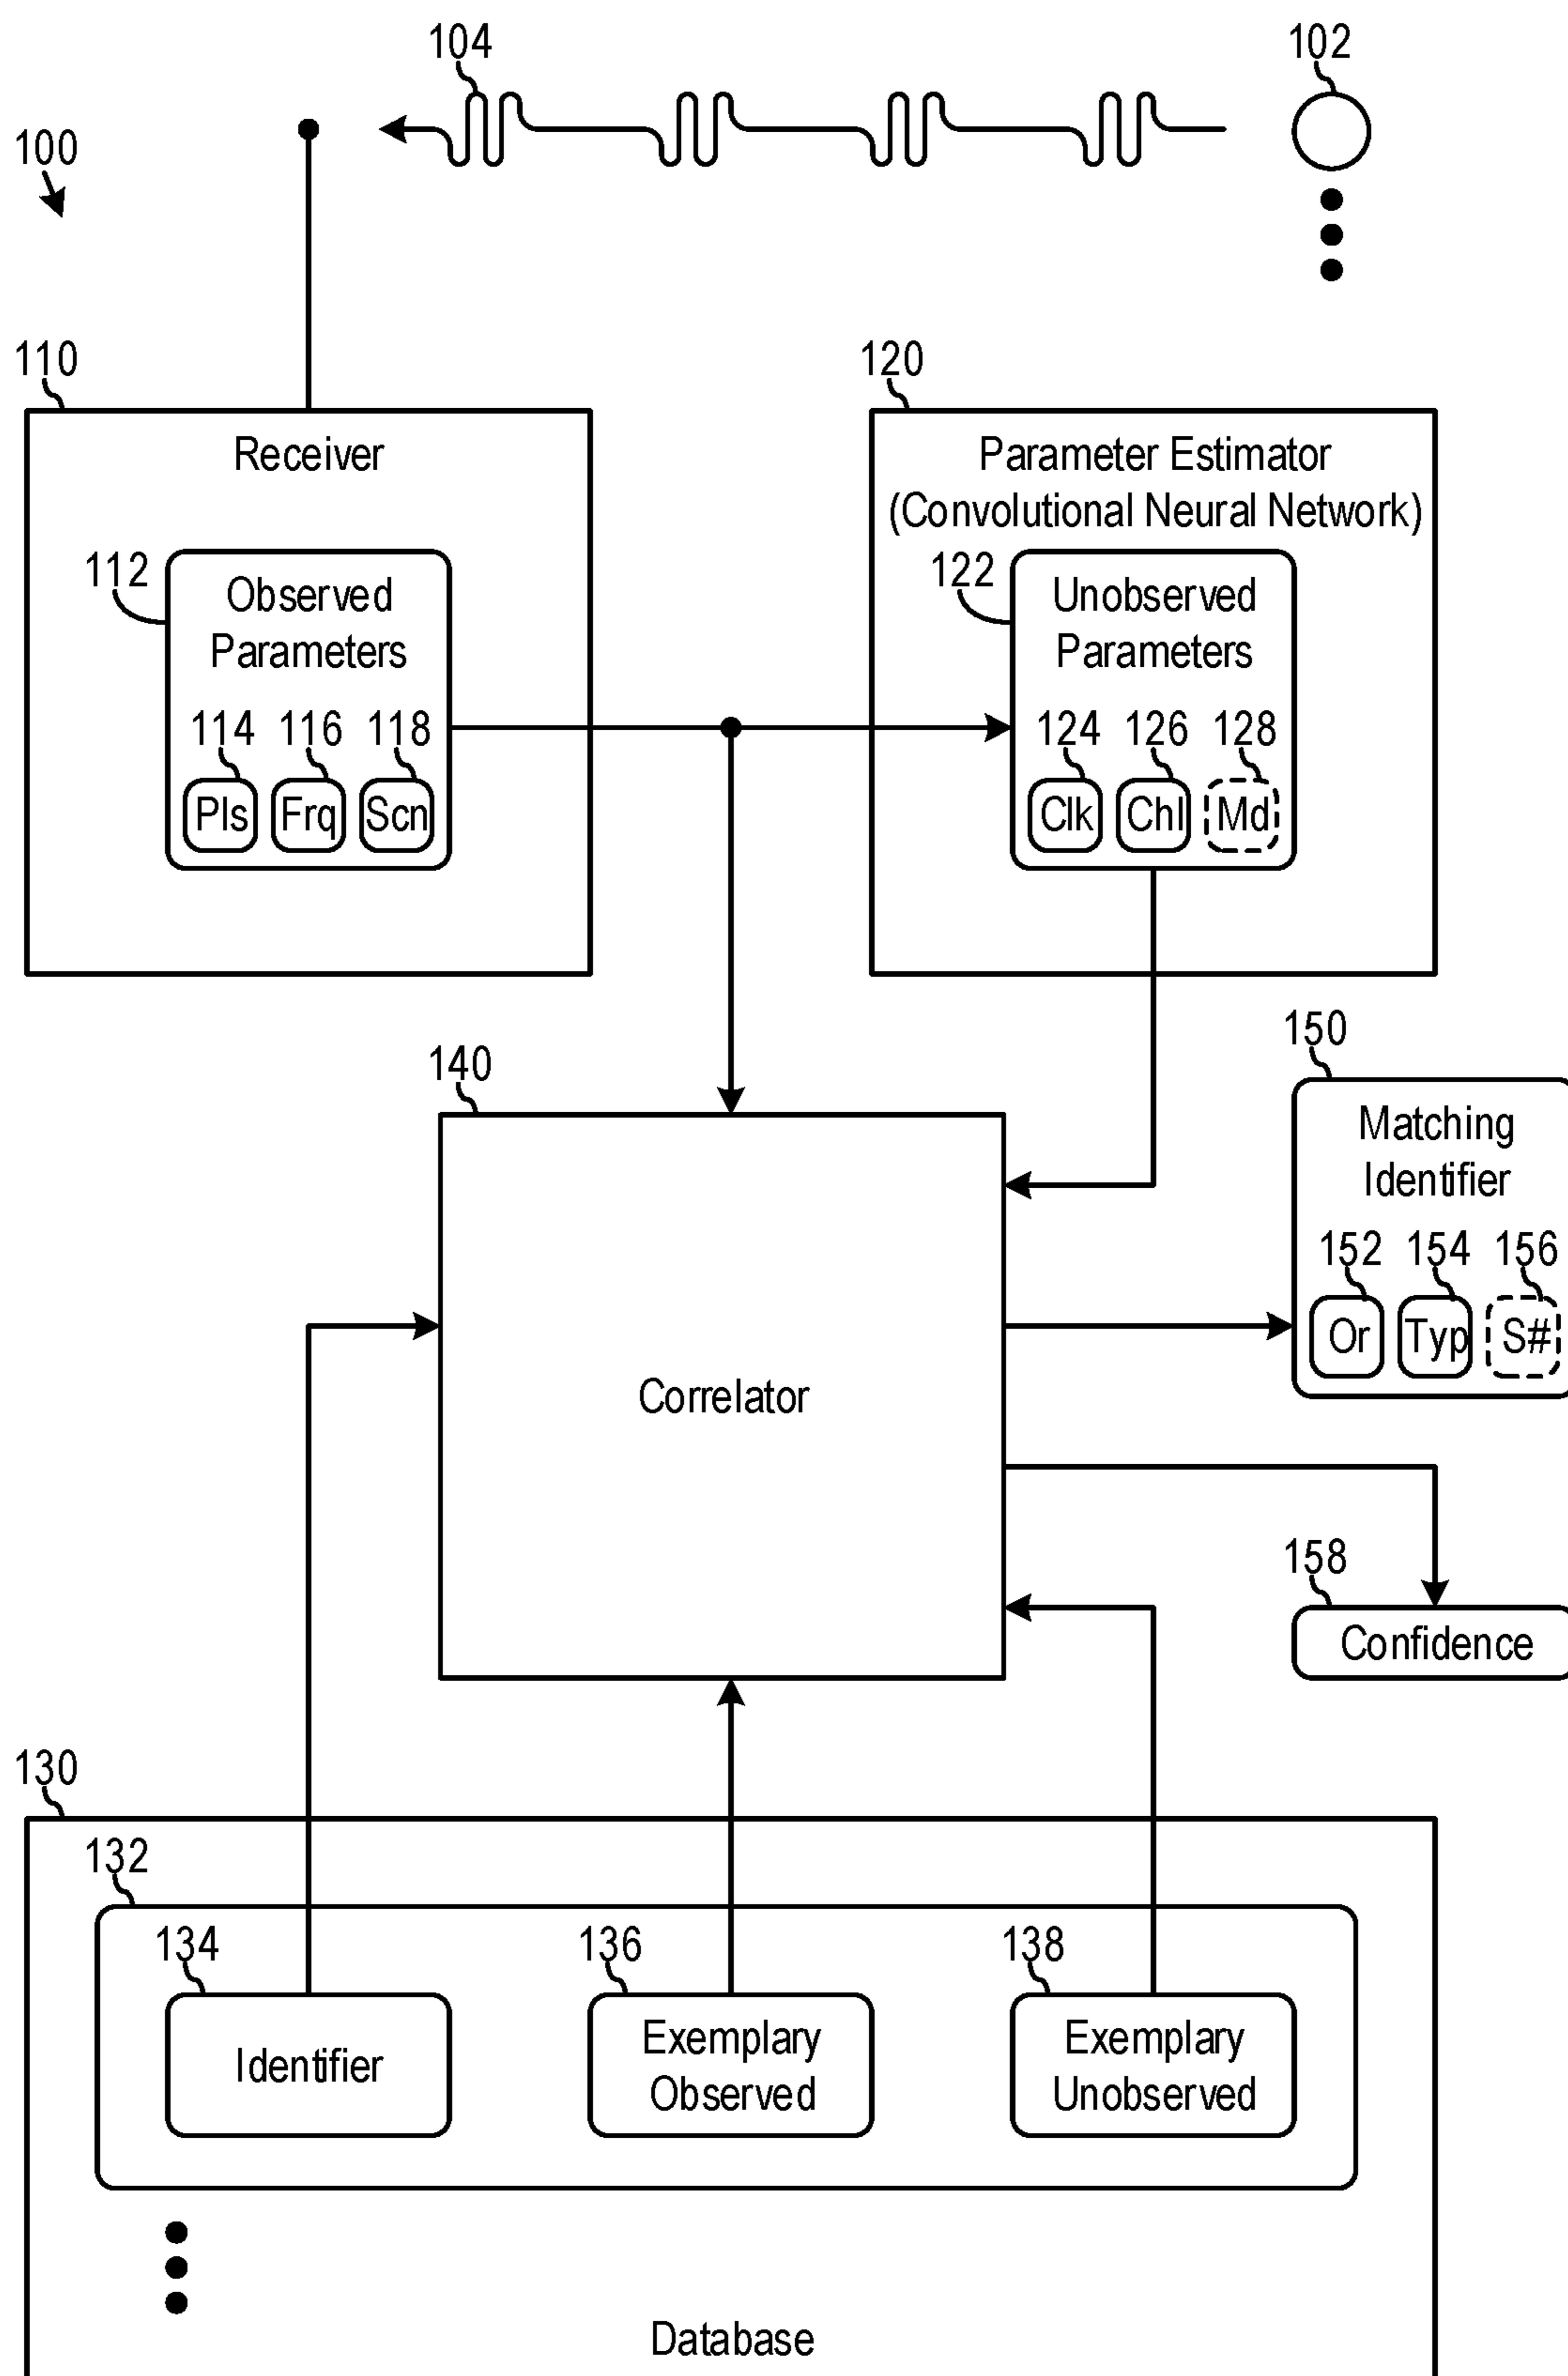 104
102
100
110
120
Receiver
Parameter Estimator
(Convolutional Neural Network)
112
Observed
Parameters
114 116 118
Pls Frq Scn
122
Unobserved
Parameters
124 126 128
Clk Chl Md
140
150
Matching
Identifier
152 154 156
Or Typ S#
Correlator
158
Confidence
130
132
134
136
138
Identifier
Exemplary
Observed
Exemplary
Unobserved
Database